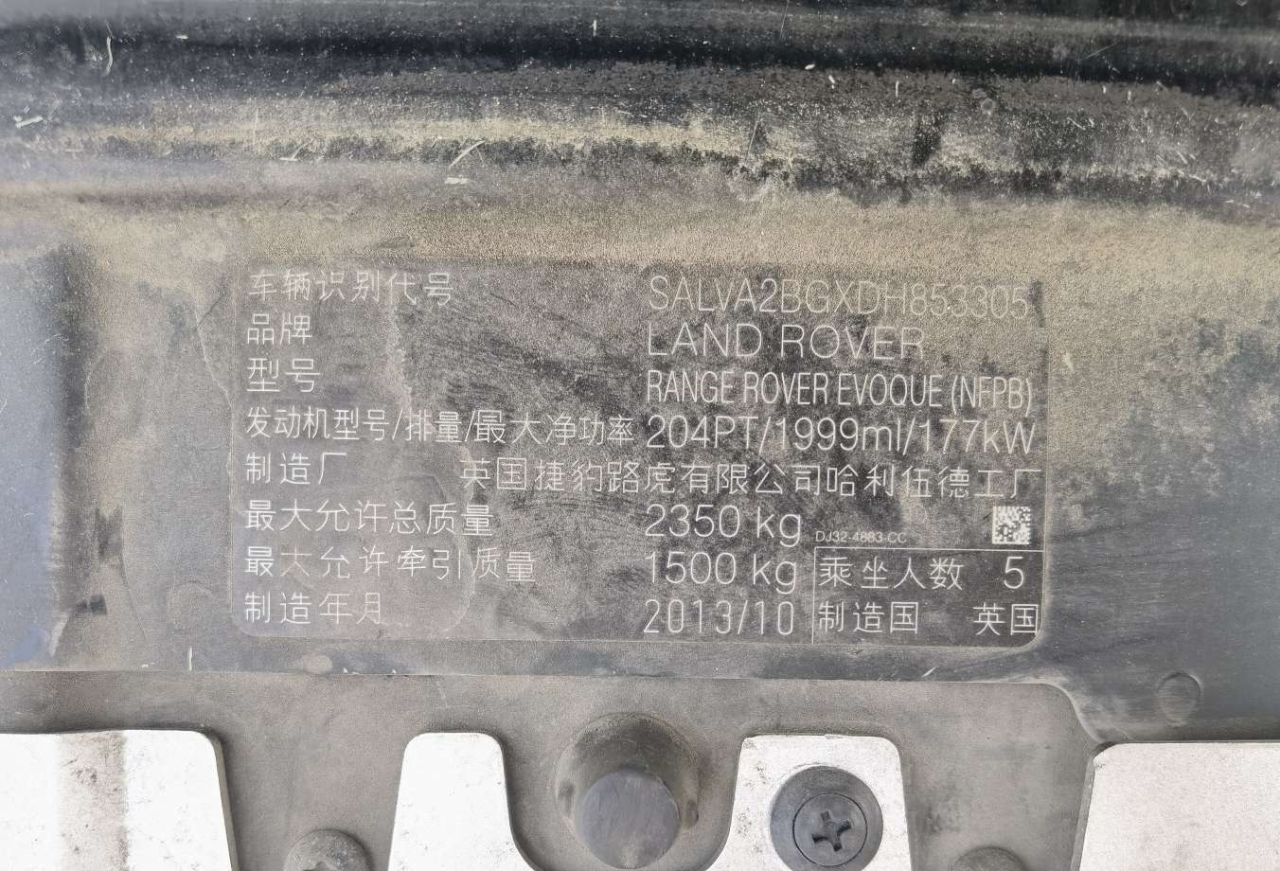 车辆识别代号 SALVA2BGXDH853305
品牌 LAND ROVER
型号 RANGE ROVER EVOQUE (NFPB)
发动机型号/排量/最大净功率 204PT/1999ml/177kW
制造厂 英国捷豹路虎有限公司哈利伍德工厂
最大允许总质量 2350 kg DJ32-4883-CC
最大允许牵引质量 1500 kg 乘坐人数 5
制造年月 2013/10 制造国 英国